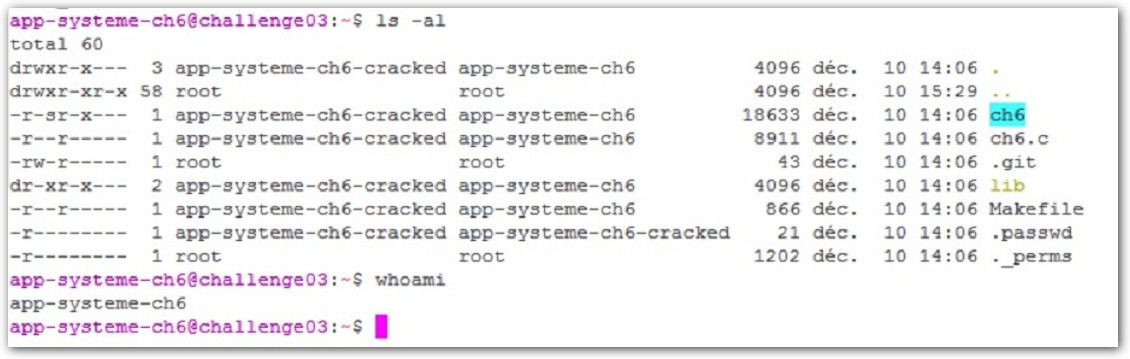 app-systeme-ch6@challenge03:~$ ls -al
total 60
drwxr-x---  3 app-systeme-ch6-cracked app-systeme-ch6          4096 déc.  10 14:06 .
drwxr-xr-x 58 root                    root                     4096 déc.  10 15:29 ..
-r-sr-x---  1 app-systeme-ch6-cracked app-systeme-ch6         18633 déc.  10 14:06 ch6
-r--r-----  1 app-systeme-ch6-cracked app-systeme-ch6          8911 déc.  10 14:06 ch6.c
-rw-r-----  1 root                    root                       43 déc.  10 14:06 .git
dr-xr-x---  2 app-systeme-ch6-cracked app-systeme-ch6          4096 déc.  10 14:06 lib
-r--r-----  1 app-systeme-ch6-cracked app-systeme-ch6           866 déc.  10 14:06 Makefile
-r--------  1 app-systeme-ch6-cracked app-systeme-ch6-cracked    21 déc.  10 14:06 .passwd
-r--------  1 root                    root                     1202 déc.  10 14:06 ._perms
app-systeme-ch6@challenge03:~$ whoami
app-systeme-ch6
app-systeme-ch6@challenge03:~$